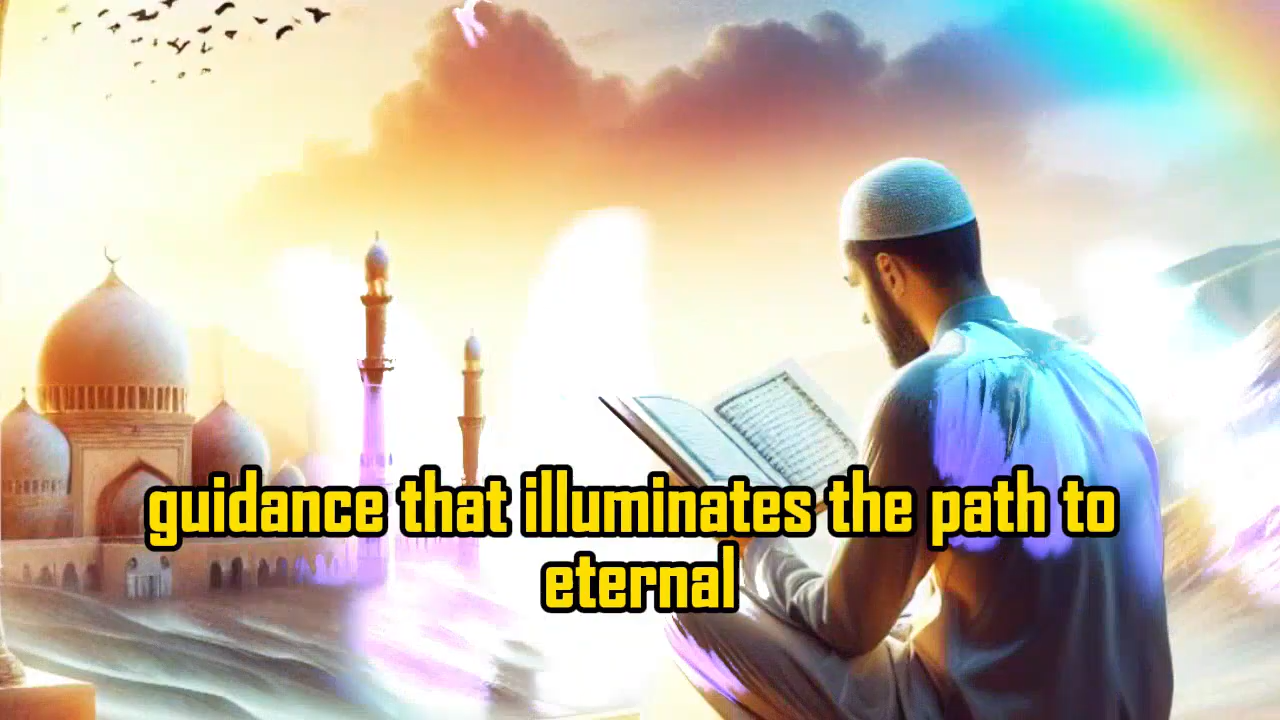 guidance that illuminates the path to
eternal